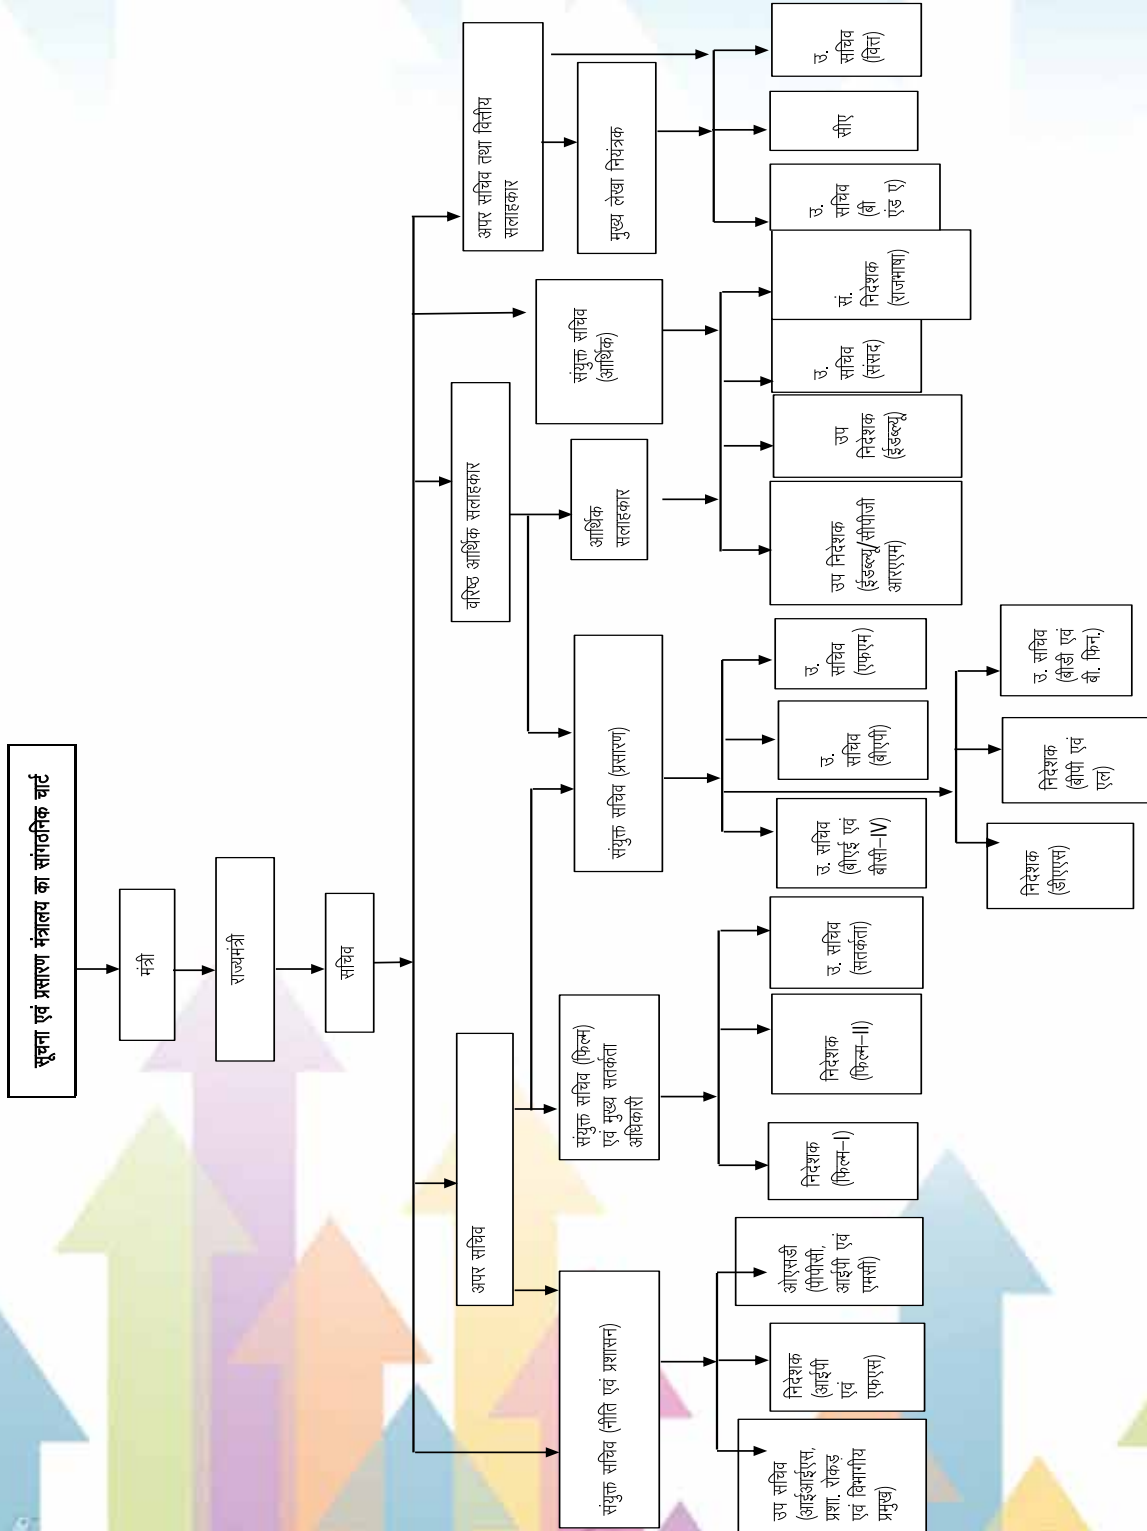 सूचना एवं प्रसारण मंत्रालय का सांगठनिक चार्ट
मंत्री
राज्यमंत्री
सचिव
अपर सचिव
वरिष्ठ आर्थिक सलाहकार
अपर सचिव तथा वित्तीय
सलाहकार
संयुक्त सचिव (नीति एवं प्रशासन)
संयुक्त सचिव (फिल्म)
एवं मुख्य सतर्कता
अधिकारी
संयुक्त सचिव (प्रसारण)
आर्थिक
सलाहकार
संयुक्त सचिव
(आर्थिक)
मुख्य लेखा नियंत्रक
उप सचिव
(आईआईएस,
प्रशा. रोकड़
एवं विभागीय
प्रमुख)
निदेशक
(आईपी
एवं
एफएस)
ओएसडी
(पीपीसी,
आईपी एवं
एमसी)
निदेशक
(फिल्म–I)
निदेशक
(फिल्म–II)
उ. सचिव
(सतर्कता)
उ. सचिव
(बीएई एवं
बीसी–IV)
उ.
सचिव
(बीएपी)
उ.
सचिव
(एफएम)
उप निदेशक
(ईडब्ल्यू/सीपीजी
आरएएम)
उप
निदेशक
(ईडब्ल्यू)
उ.
सचिव
(संसद)
सं.
निदेशक
(राजभाषा)
उ.
सचिव
(बी
एंड ए)
सीए
उ.
सचिव
(वित्त)
निदेशक
(डीएएस)
निदेशक
(बीपी एवं
एल)
उ. सचिव
(बीडी एवं
बी. फिन.)